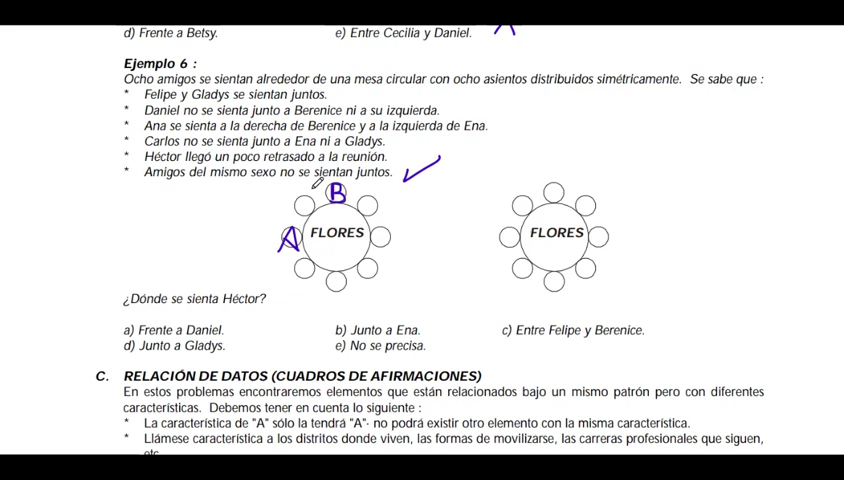 d) Frente a Betsy. e) Entre Cecilia y Daniel.
Ejemplo 6 :
Ocho amigos se sientan alrededor de una mesa circular con ocho asientos distribuidos simétricamente. Se sabe que :
* Felipe y Gladys se sientan juntos.
* Daniel no se sienta junto a Berenice ni a su izquierda.
* Ana se sienta a la derecha de Berenice y a la izquierda de Ena.
* Carlos no se sienta junto a Ena ni a Gladys.
* Héctor llegó un poco retrasado a la reunión.
* Amigos del mismo sexo no se sientan juntos.
B
A FLORES FLORES
¿Dónde se sienta Héctor?
a) Frente a Daniel. b) Junto a Ena. c) Entre Felipe y Berenice.
d) Junto a Gladys. e) No se precisa.
C. RELACIÓN DE DATOS (CUADROS DE AFIRMACIONES)
En estos problemas encontraremos elementos que están relacionados bajo un mismo patrón pero con diferentes
características. Debemos tener en cuenta lo siguiente :
* La característica de "A" sólo la tendrá "A"· no podrá existir otro elemento con la misma característica.
* Llámese característica a los distritos donde viven, las formas de movilizarse, las carreras profesionales que siguen,
etc.